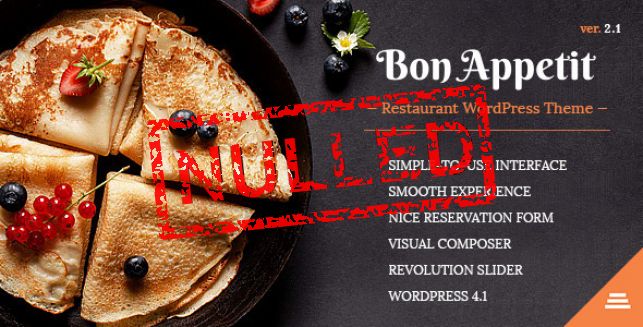 ver. 2.1
Bon Appetit
Restaurant WordPress Theme –
NULLED
SIMPLE-TO-USE INTERFACE
SMOOTH EXPERIENCE
NICE RESERVATION FORM
VISUAL COMPOSER
REVOLUTION SLIDER
WORDPRESS 4.1